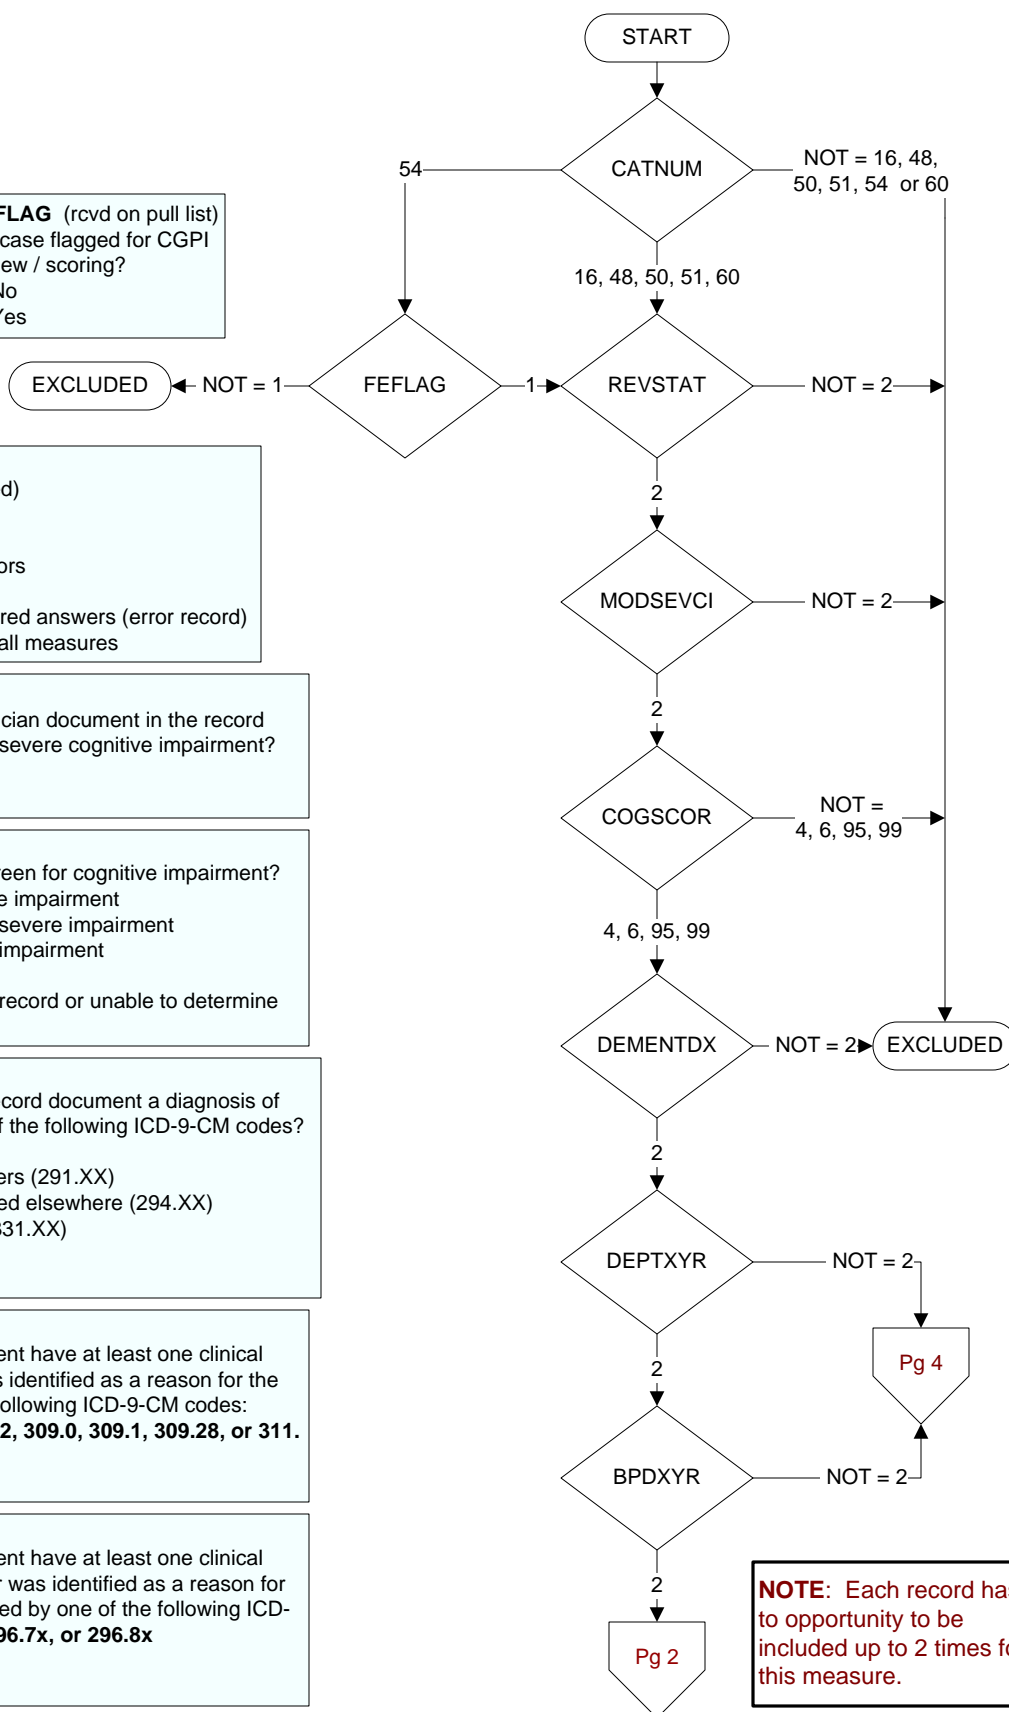 START
CATNUM
54
NOT = 16, 48,
50, 51, 54 or 60
16, 48, 50, 51, 60
FLAG (rcvd on pull list)
case flagged for CGPI
ew / scoring?
No
Yes
EXCLUDED
NOT = 1
FEFLAG
1
REVSTAT
NOT = 2
2
d)
ors
red answers (error record)
all measures
MODSEVCI
NOT = 2
2
cian document in the record
severe cognitive impairment?
COGSCOR
NOT =
4, 6, 95, 99
4, 6, 95, 99
reen for cognitive impairment?
e impairment
severe impairment
impairment
record or unable to determine
DEMENTDX
NOT = 2
EXCLUDED
2
ecord document a diagnosis of
f the following ICD-9-CM codes?
ers (291.XX)
ed elsewhere (294.XX)
331.XX)
DEPTXYR
NOT = 2
2
Pg 4
ent have at least one clinical
s identified as a reason for the
following ICD-9-CM codes:
2, 309.0, 309.1, 309.28, or 311.
BPDXYR
NOT = 2
2
Pg 2
ent have at least one clinical
r was identified as a reason for
ed by one of the following ICD-
96.7x, or 296.8x
NOTE: Each record has
to opportunity to be
included up to 2 times fo
this measure.